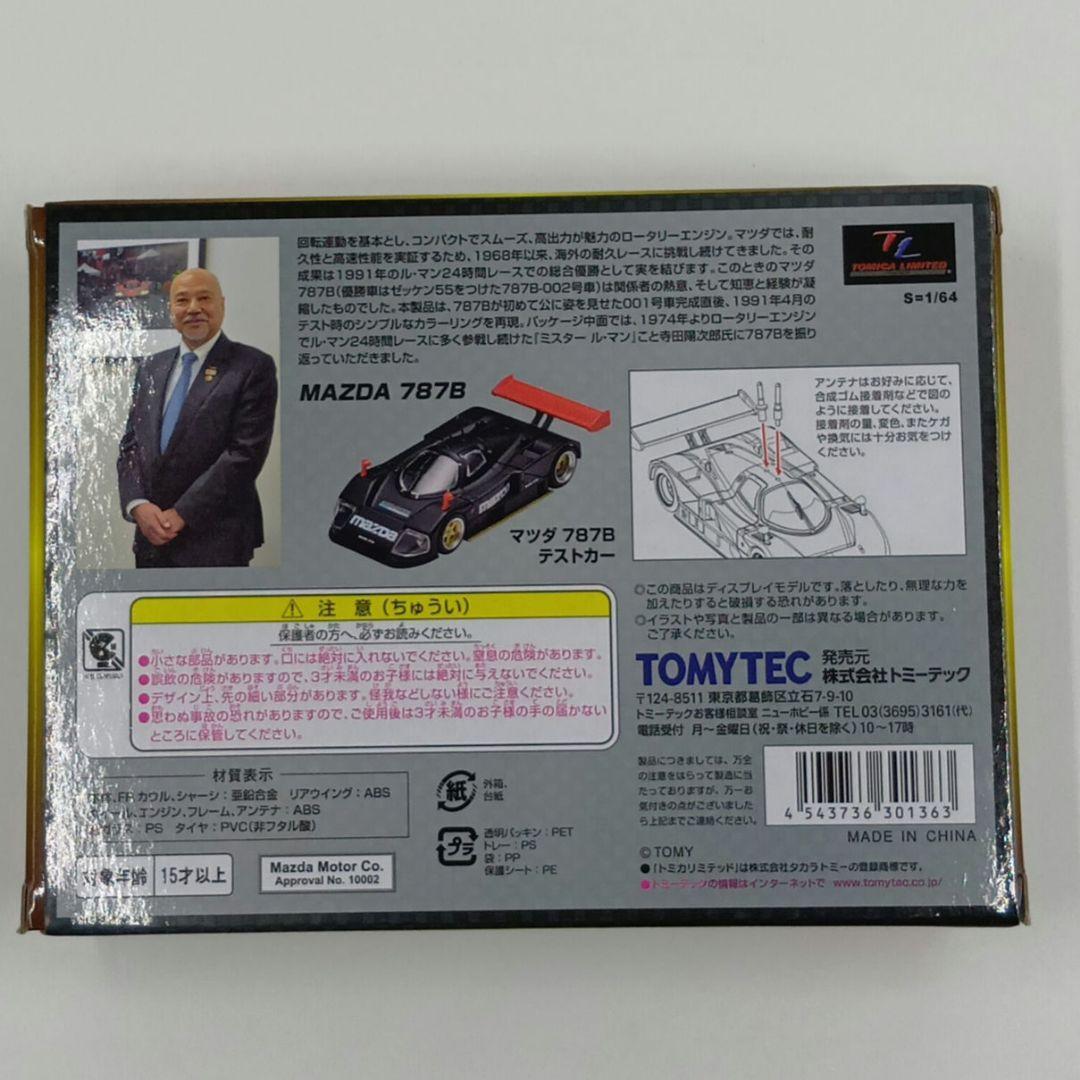 回転運動を基本とし、コンパクトでスムーズ、高出力が魅力のロータリーエンジン。マツダでは、耐
久性と高速性能を実証するため、1968年以来、海外の耐久レースに挑戦し続けてきました。その
成果は1991年のル・マン24時間レースでの総合優勝として実を結びます。このときのマツダ
787B(優勝車はゼッケン55をつけた787B-002号車)は関係者の熱意、そして知恵と経験が凝
縮したものでした。本製品は、787Bが初めて公に姿を見せた001号車完成直後、1991年4月の
テスト時のシンプルなカラーリングを再現。パッケージ中面では、1974年よりロータリーエンジン
でル・マン24時間レースに多く参戦し続けた「ミスター ル・マン」こと寺田陽次郎氏に787Bを振り
返っていただきました。
TL
TOMICA LIMITED
S=1/64
MAZDA 787B
mazda
マツダ 787B
テストカー
アンテナはお好みに応じて、
合成ゴム接着剤などで図の
ように接着してください。
接着剤の量、変色、またケガ
や換気には十分お気をつけ
ください。
◎この商品はディスプレイモデルです。落としたり、無理な力を
加えたりすると破損する恐れがあります。
◎イラストや写真と製品の一部は異なる場合があります。
ご了承ください。
⚠ 注意(ちゅうい)
保護者の方へ、必ずお読みください。
●小さな部品があります。口には絶対に入れないでください。窒息の危険があります。
●誤飲の危険がありますので、3才未満のお子様には絶対に与えないでください。
●デザイン上、先の細い部分があります。怪我などしない様にご注意ください。
●思わぬ事故の恐れがありますので、ご使用後は3才未満のお子様の手の届かない
ところに保管してください。
TOMYTEC 発売元 株式会社トミーテック
〒124-8511 東京都葛飾区立石7-9-10
トミーテックお客様相談室 ニューホビー係 TEL 03(3695)3161(代)
電話受付 月~金曜日(祝・祭・休日を除く)10~17時
製品につきましては、万全
の注意をはらって製造に当
たっておりますが、万一お
気付きの点がございました
ら上記までご連絡ください。
4 543736 301363
MADE IN CHINA
材質表示
本体、FR カウル、シャーシ:亜鉛合金 リアウイング:ABS
ホイール、エンジン、フレーム、アンテナ:ABS
PS タイヤ:PVC(非フタル酸)
紙 外箱、
台紙
プラ 透明パッキン:PET
トレー:PS
袋:PP
保護シート:PE
対象年齢 15才以上
Mazda Motor Co.
Approval No. 10002
©TOMY
●「トミカリミテッド」は株式会社タカラトミーの登録商標です。
●トミーテックの情報はインターネットで www.tomytec.co.jp/